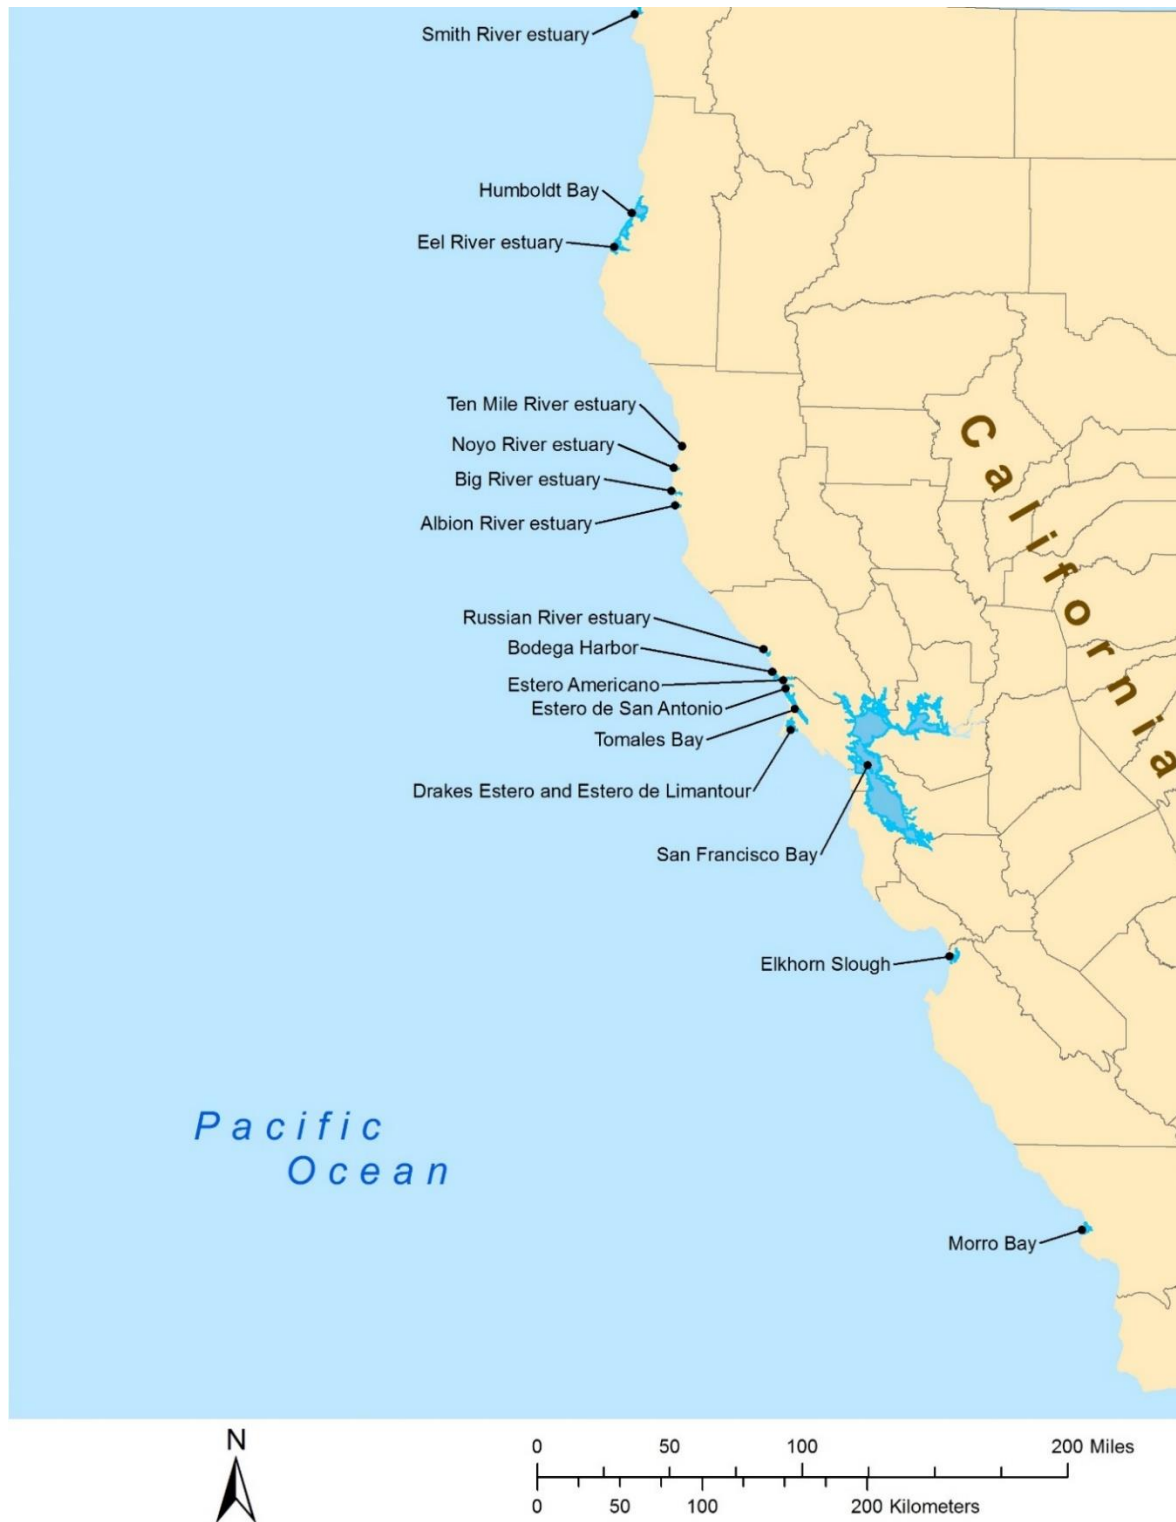 Smith River estuary
Humboldt Bay
Eel River estuary
Ten Mile River estuary
Noyo River estuary
Big River estuary
Albion River estuary
Russian River estuary
Bodega Harbor
Estero Americano
Estero de San Antonio
Tomales Bay
Drakes Estero and Estero de Limantour
San Francisco Bay
Elkhorn Slough
Morro Bay
California
Pacific
Ocean
N
0 50 100 200 Miles
0 50 100 200 Kilometers